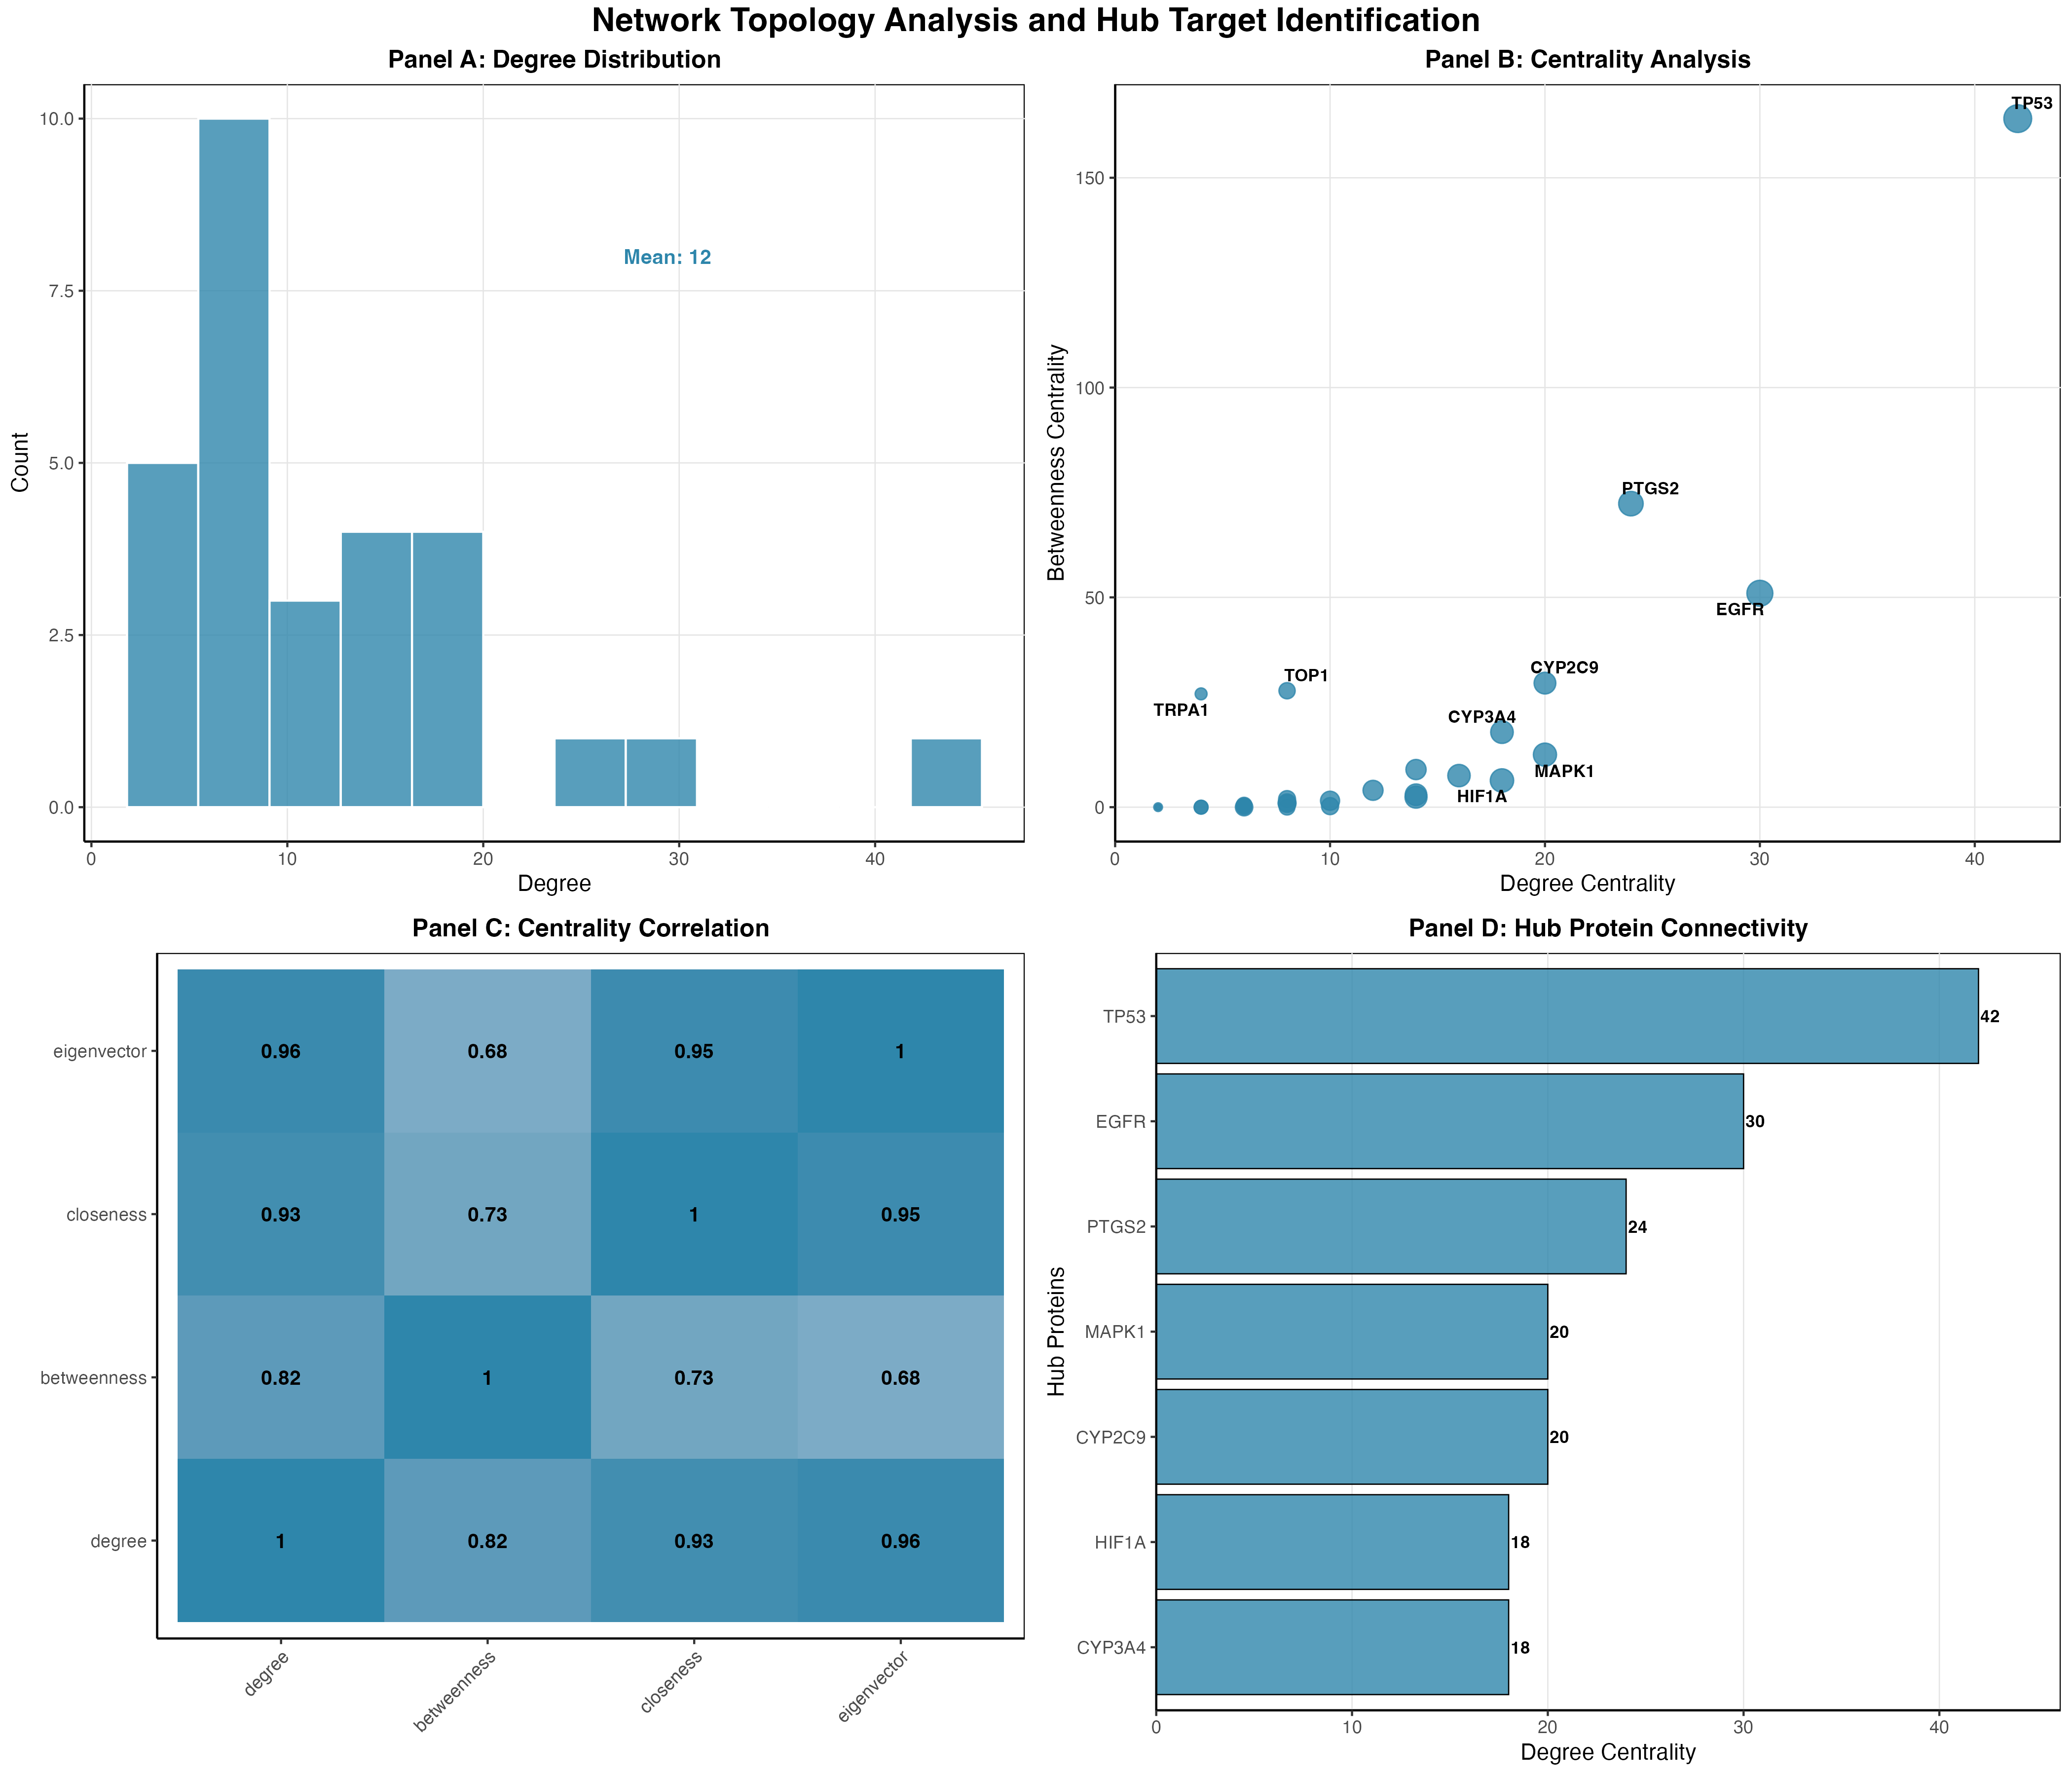 Network Topology Analysis and Hub Target Identification
Panel A: Degree Distribution
Count
10.0
7.5
5.0
2.5
0.0
Mean: 12
0 10 20 30 40
Degree
Panel B: Centrality Analysis
Betweenness Centrality
150
100
50
0
TP53
PTGS2
EGFR
CYP2C9
TOP1
TRPA1
CYP3A4
MAPK1
HIF1A
0 10 20 30 40
Degree Centrality
Panel C: Centrality Correlation
eigenvector 0.96 0.68 0.95 1
closeness 0.93 0.73 1 0.95
betweenness 0.82 1 0.73 0.68
degree 1 0.82 0.93 0.96
degree betweenness closeness eigenvector
Panel D: Hub Protein Connectivity
Hub Proteins
TP53 42
EGFR 30
PTGS2 24
MAPK1 20
CYP2C9 20
HIF1A 18
CYP3A4 18
0 10 20 30 40
Degree Centrality